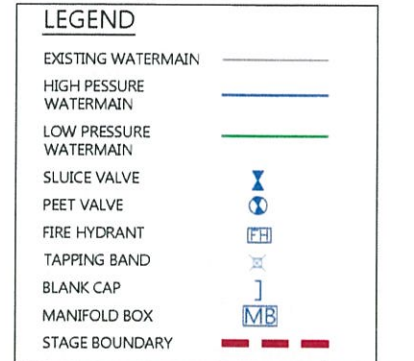 LEGEND
EXISTING WATERMAIN
HIGH PESSURE
WATERMAIN
LOW PRESSURE
WATERMAIN
SLUICE VALVE
PEET VALVE
FIRE HYDRANT FH
TAPPING BAND
BLANK CAP ]
MANIFOLD BOX MB
STAGE BOUNDARY